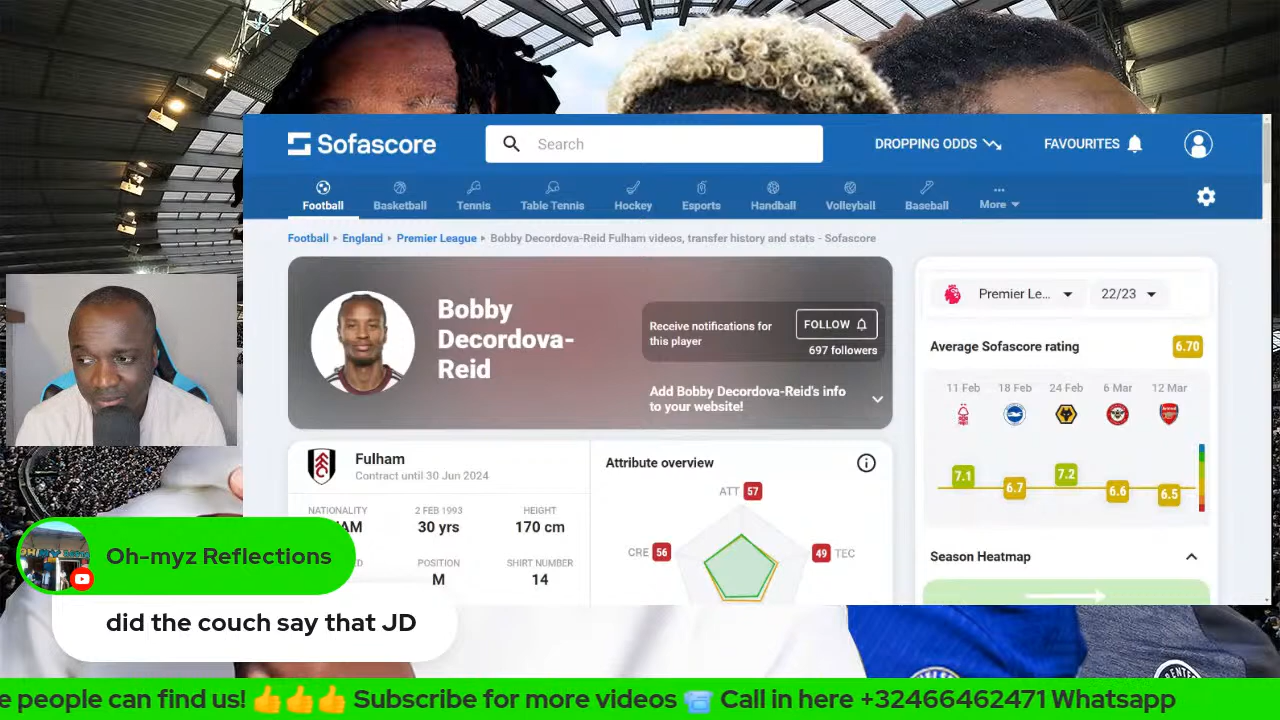 Sofascore
Search
DROPPING ODDS
FAVOURITES
Football
Basketball
Tennis
Table Tennis
Hockey
Esports
Handball
Volleyball
Baseball
More
Football England Premier League Bobby Decordova-Reid Fulham videos, transfer history and stats - Sofascore
Bobby
Decordova-
Reid
Receive notifications for
this player
FOLLOW
697 followers
Add Bobby Decordova-Reid's info
to your website!
Premier Le...
22/23
Average Sofascore rating
6.70
11 Feb
18 Feb
24 Feb
6 Mar
12 Mar
7.1
6.7
7.2
6.6
6.5
Season Heatmap
Fulham
Contract until 30 Jun 2024
NATIONALITY
2 FEB 1993
30 yrs
HEIGHT
170 cm
POSITION
M
SHIRT NUMBER
14
Attribute overview
ATT 57
CRE 56
49 TEC
Oh-myz Reflections
did the couch say that JD
e people can find us! 👍👍👍 Subscribe for more videos Call in here +32466462471 Whatsapp